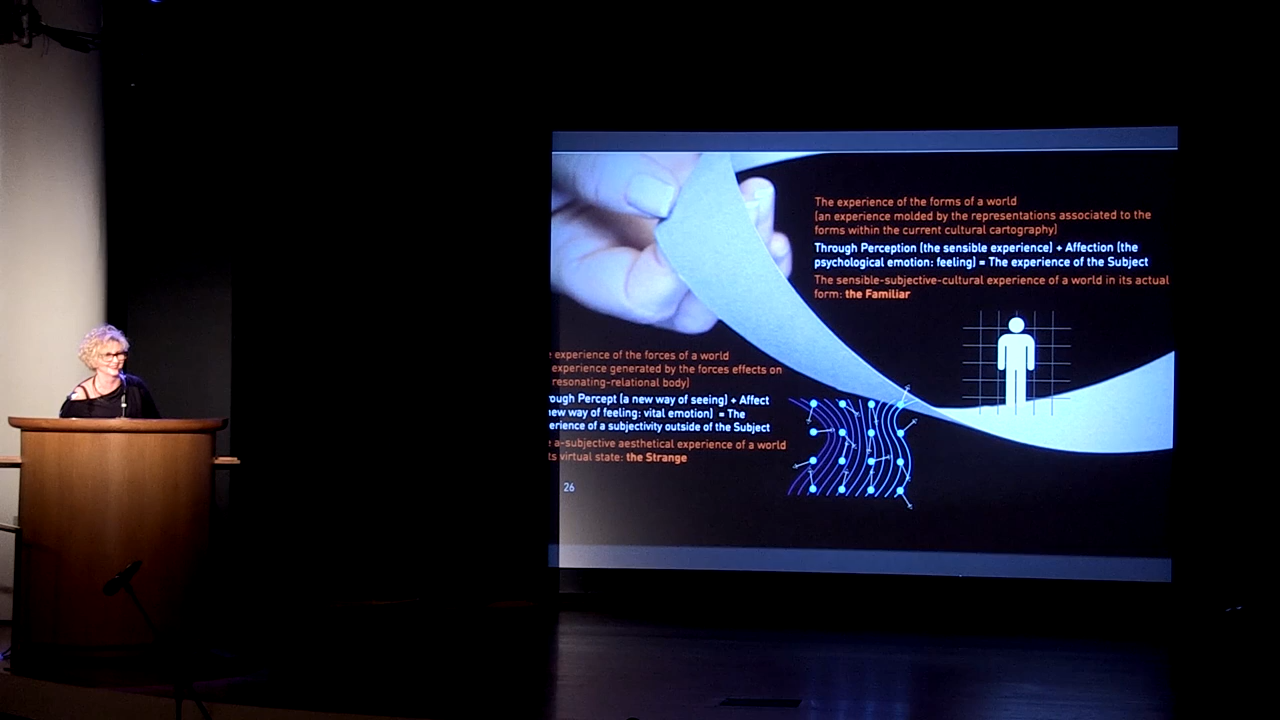 The experience of the forms of a world
(an experience molded by the representations associated to the
forms within the current cultural cartography)
Through Perception (the sensible experience) + Affection (the
psychological emotion: feeling) = The experience of the Subject
The sensible-subjective-cultural experience of a world in its actual
form: the Familiar
experience of the forces of a world
experience generated by the forces effects on
resonating-relational body)
Percept (a new way of seeing) + Affect
new way of feeling: vital emotion) = The
of a subjectivity outside of the Subject
a-subjective aesthetical experience of a world
virtual state: the Strange
26